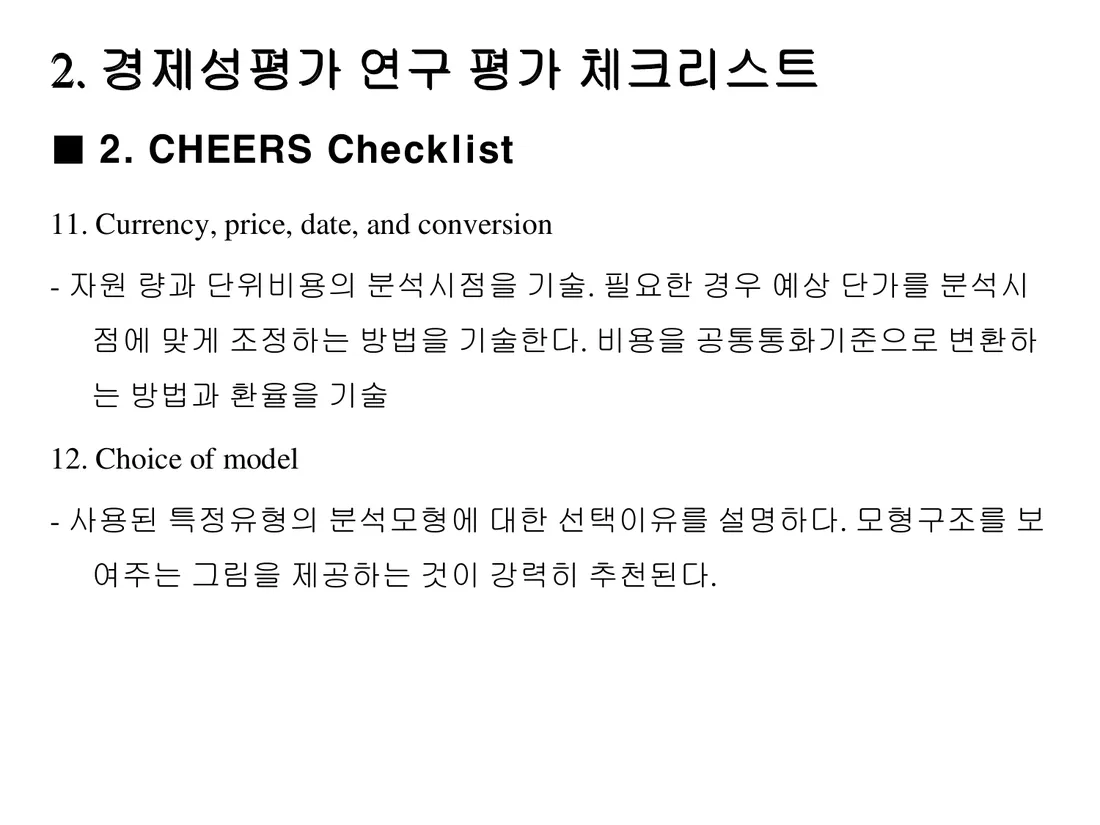 2. 경제성평가 연구 평가 체크리스트
■ 2. CHEERS Checklist
11. Currency, price, date, and conversion
- 자원 량과 단위비용의 분석시점을 기술. 필요한 경우 예상 단가를 분석시
점에 맞게 조정하는 방법을 기술한다. 비용을 공통통화기준으로 변환하
는 방법과 환율을 기술
12. Choice of model
- 사용된 특정유형의 분석모형에 대한 선택이유를 설명하다. 모형구조를 보
여주는 그림을 제공하는 것이 강력히 추천된다.